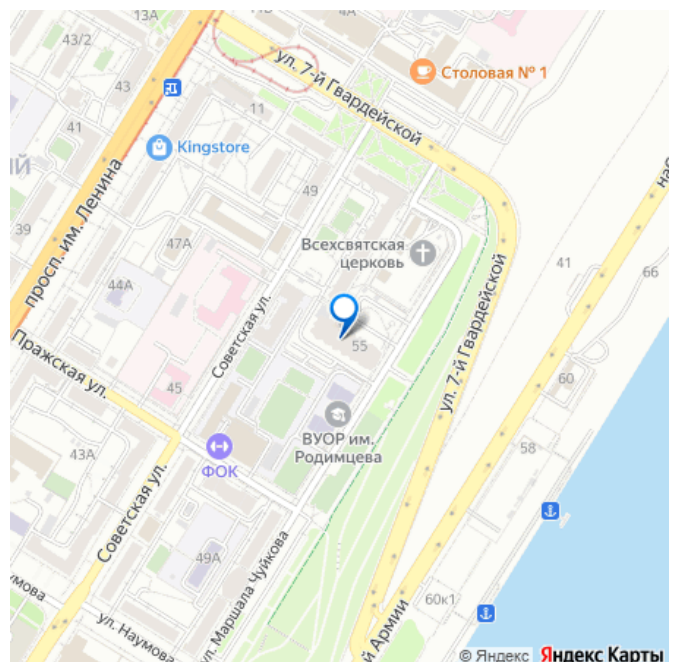 43/2
4А
ул. 7-й Гвардейской
Столовая № 1
43
11
41
Kingstore
ИЙ
49
39
просп. им. Ленина
47А
Всехсвятская
церковь
41
66
44А
Советская ул.
55
ул. 7-й Гвардейской
Пражская ул.
45
60
ВУОР им.
Родимцева
58
43А
ФОК
Советская ул.
49А
ул. Маршала Чуйкова
60к1
ул. Наумова
й Армии
© Яндекс Яндекс Карты